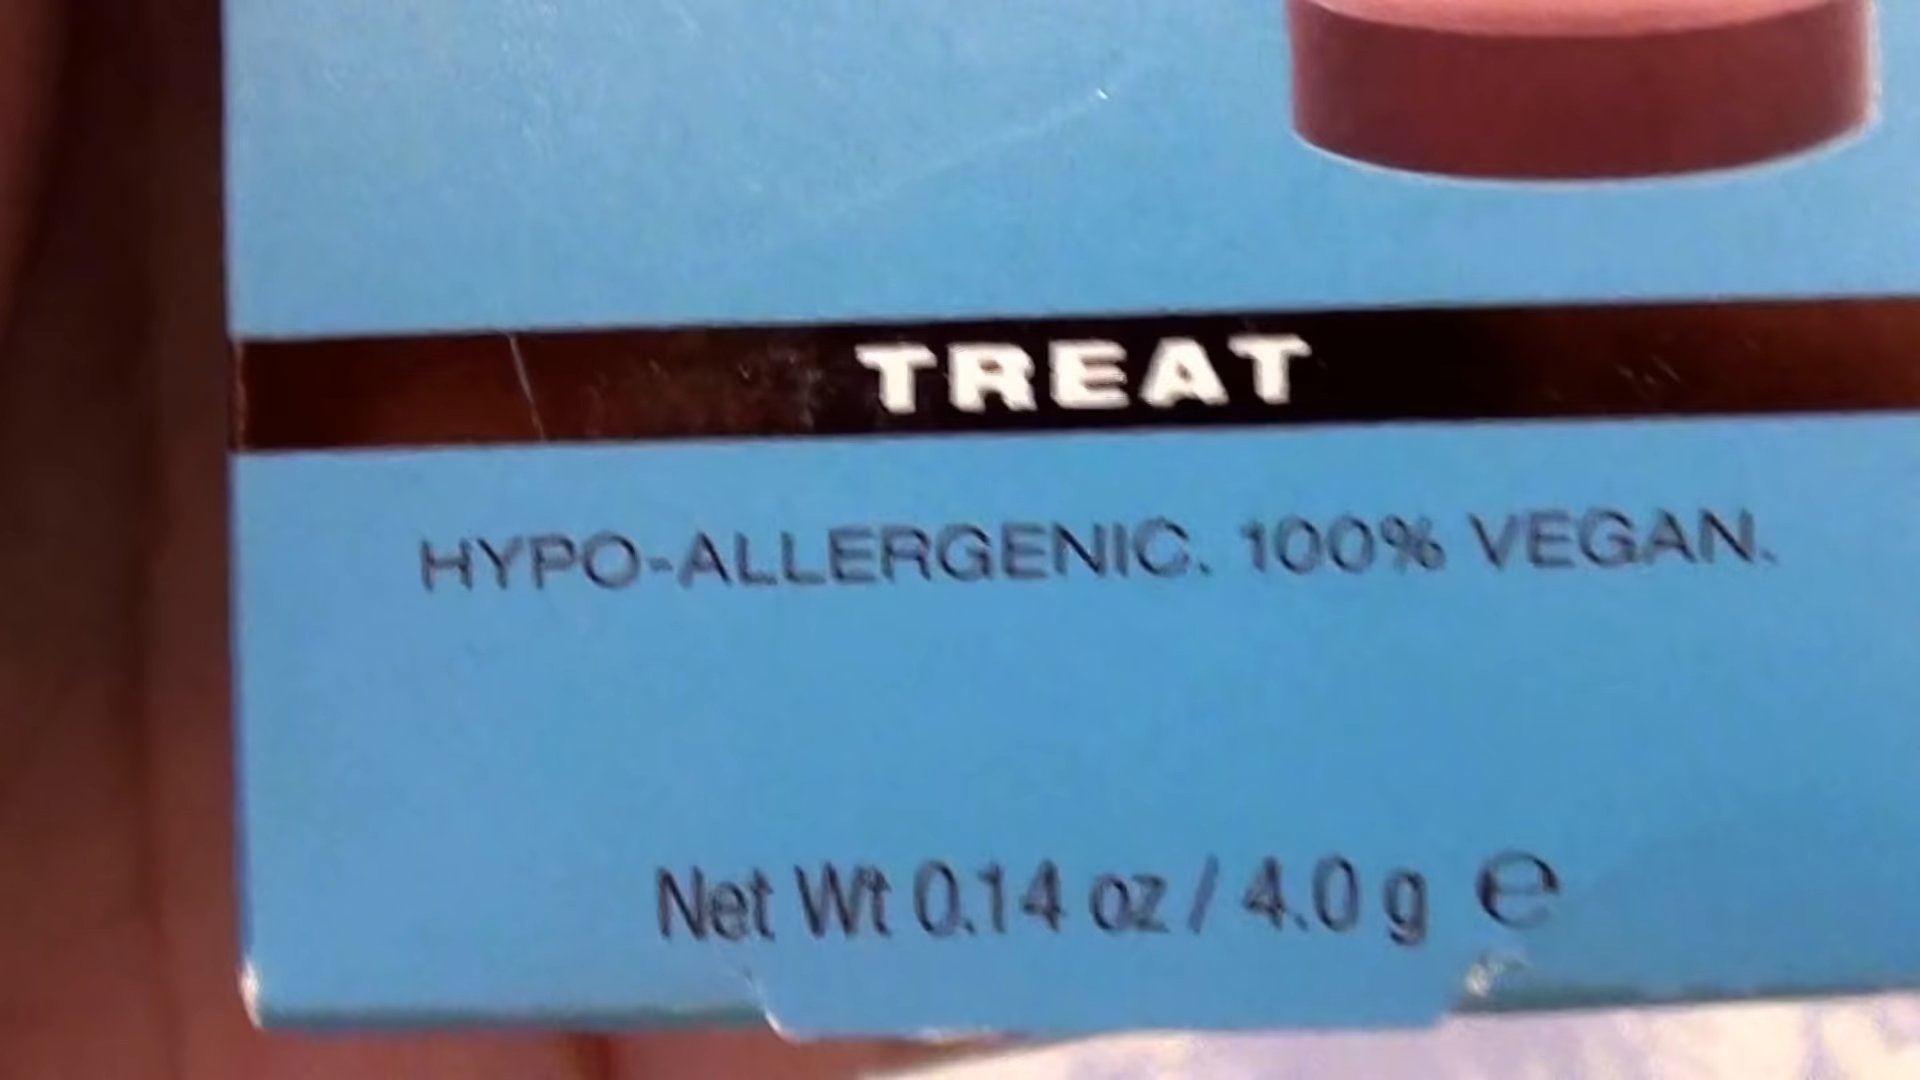 TREAT
HYPO-ALLERGENIC. 100% VEGAN.
Net Wt 0.14 oz / 4.0 g ℮